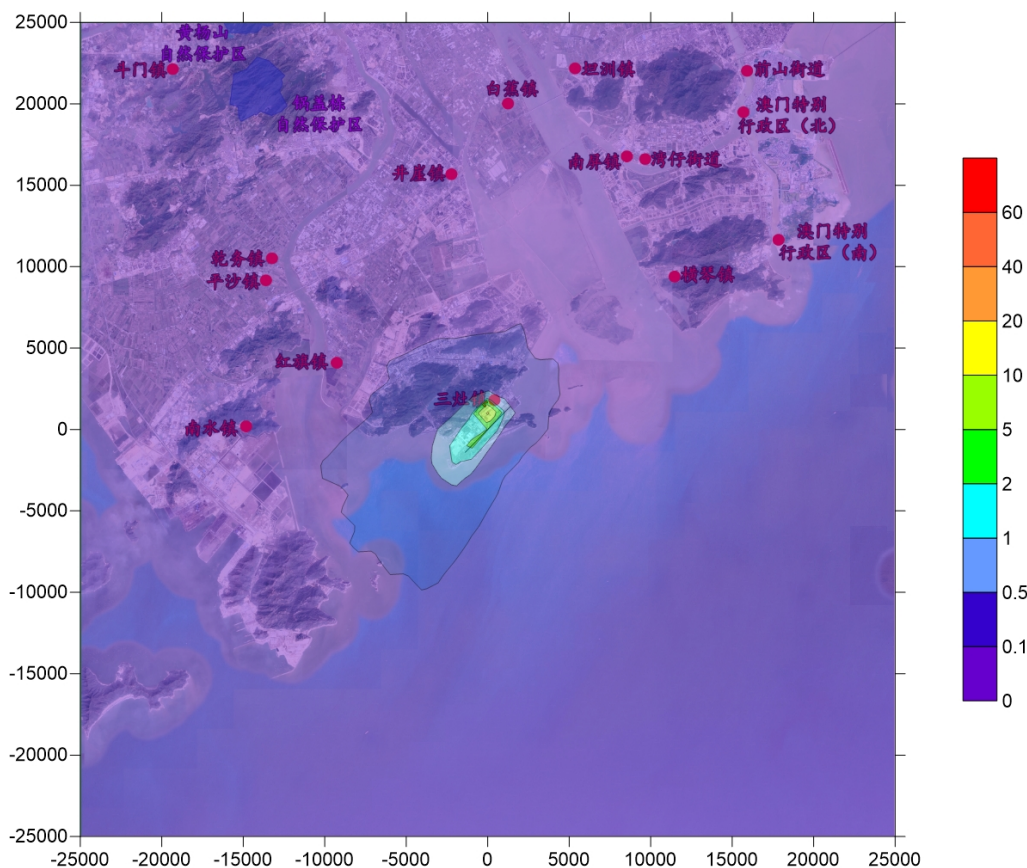 25000
黄杨山
自然保护区
斗门镇
坦洲镇
前山街道
20000
锅盖栋
自然保护区
白蕉镇
澳门特别
行政区（北）
南屏镇
湾仔街道
15000
井崖镇
澳门特别
行政区（南）
10000
乾务镇
平沙镇
横琴镇
5000
红旗镇
三灶镇
0
南水镇
-5000
-10000
-15000
-20000
-25000
-25000
-20000
-15000
-10000
-5000
0
5000
10000
15000
20000
25000
60
40
20
10
5
2
1
0.5
0.1
0